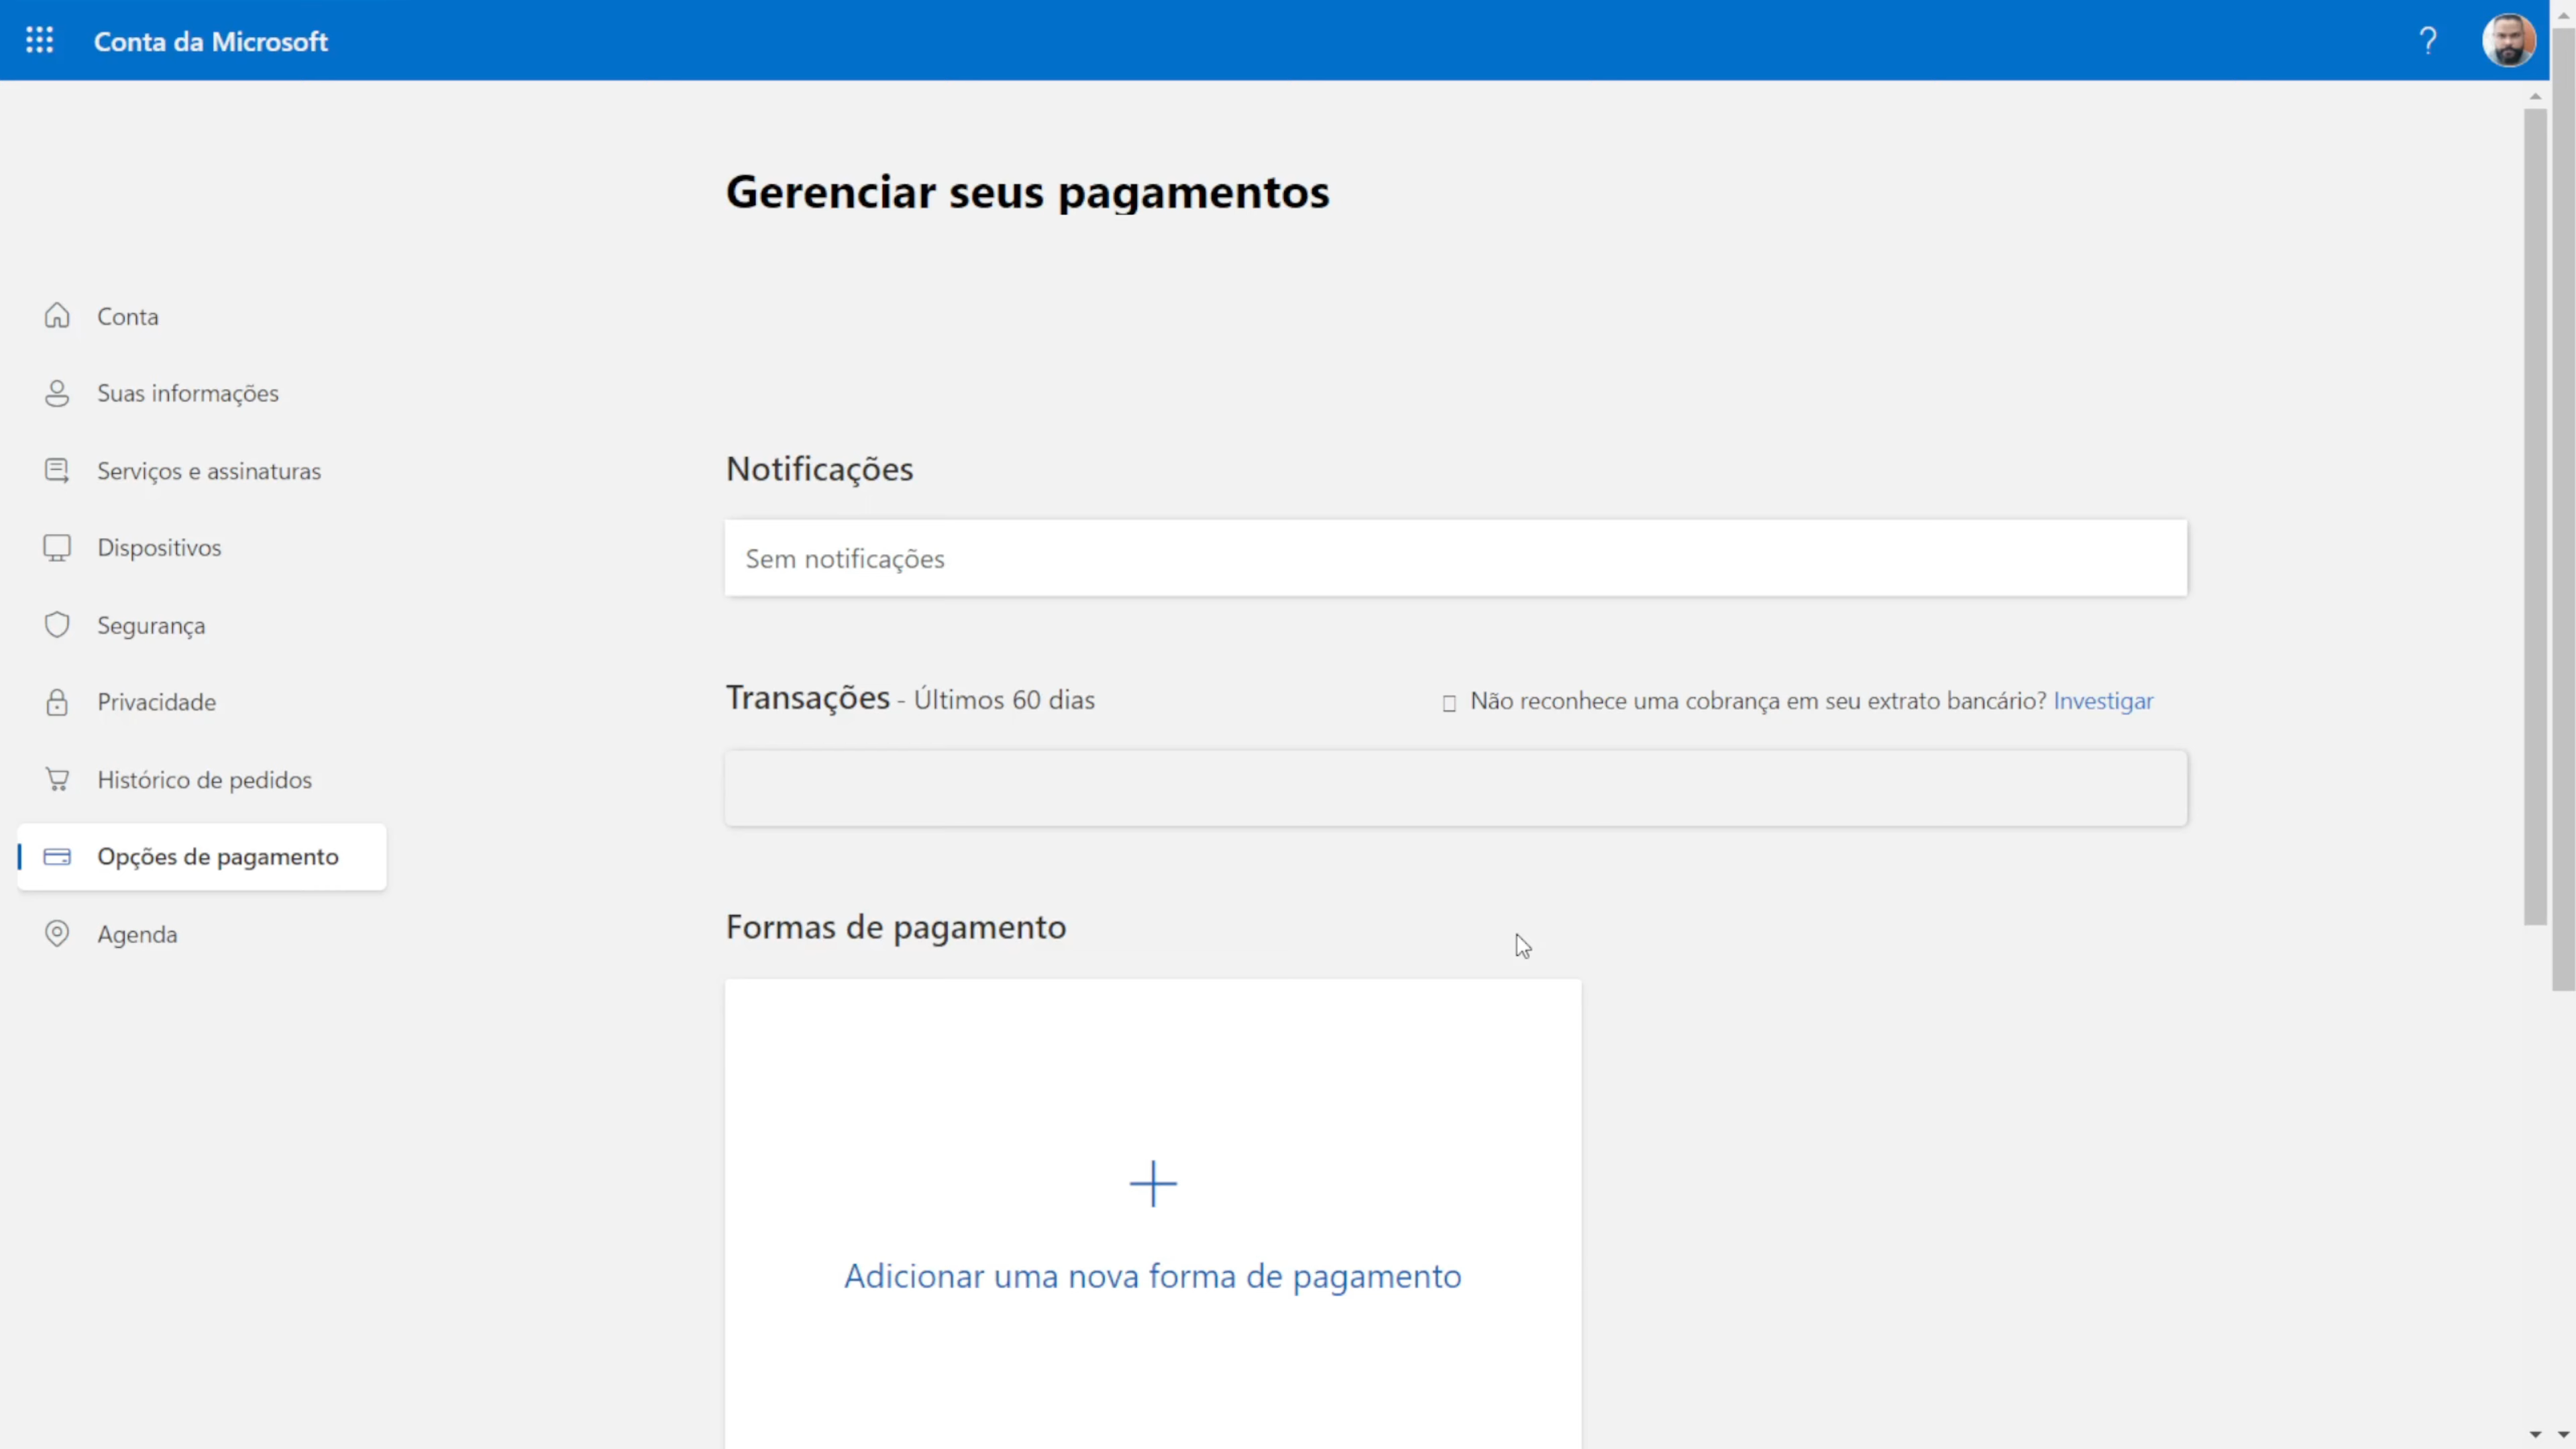 Conta da Microsoft
?
Gerenciar seus pagamentos
Conta
Suas informações
Serviços e assinaturas
Dispositivos
Segurança
Privacidade
Histórico de pedidos
Opções de pagamento
Agenda
Notificações
Sem notificações
Transações - Últimos 60 dias
Não reconhece uma cobrança em seu extrato bancário? Investigar
Formas de pagamento
Adicionar uma nova forma de pagamento